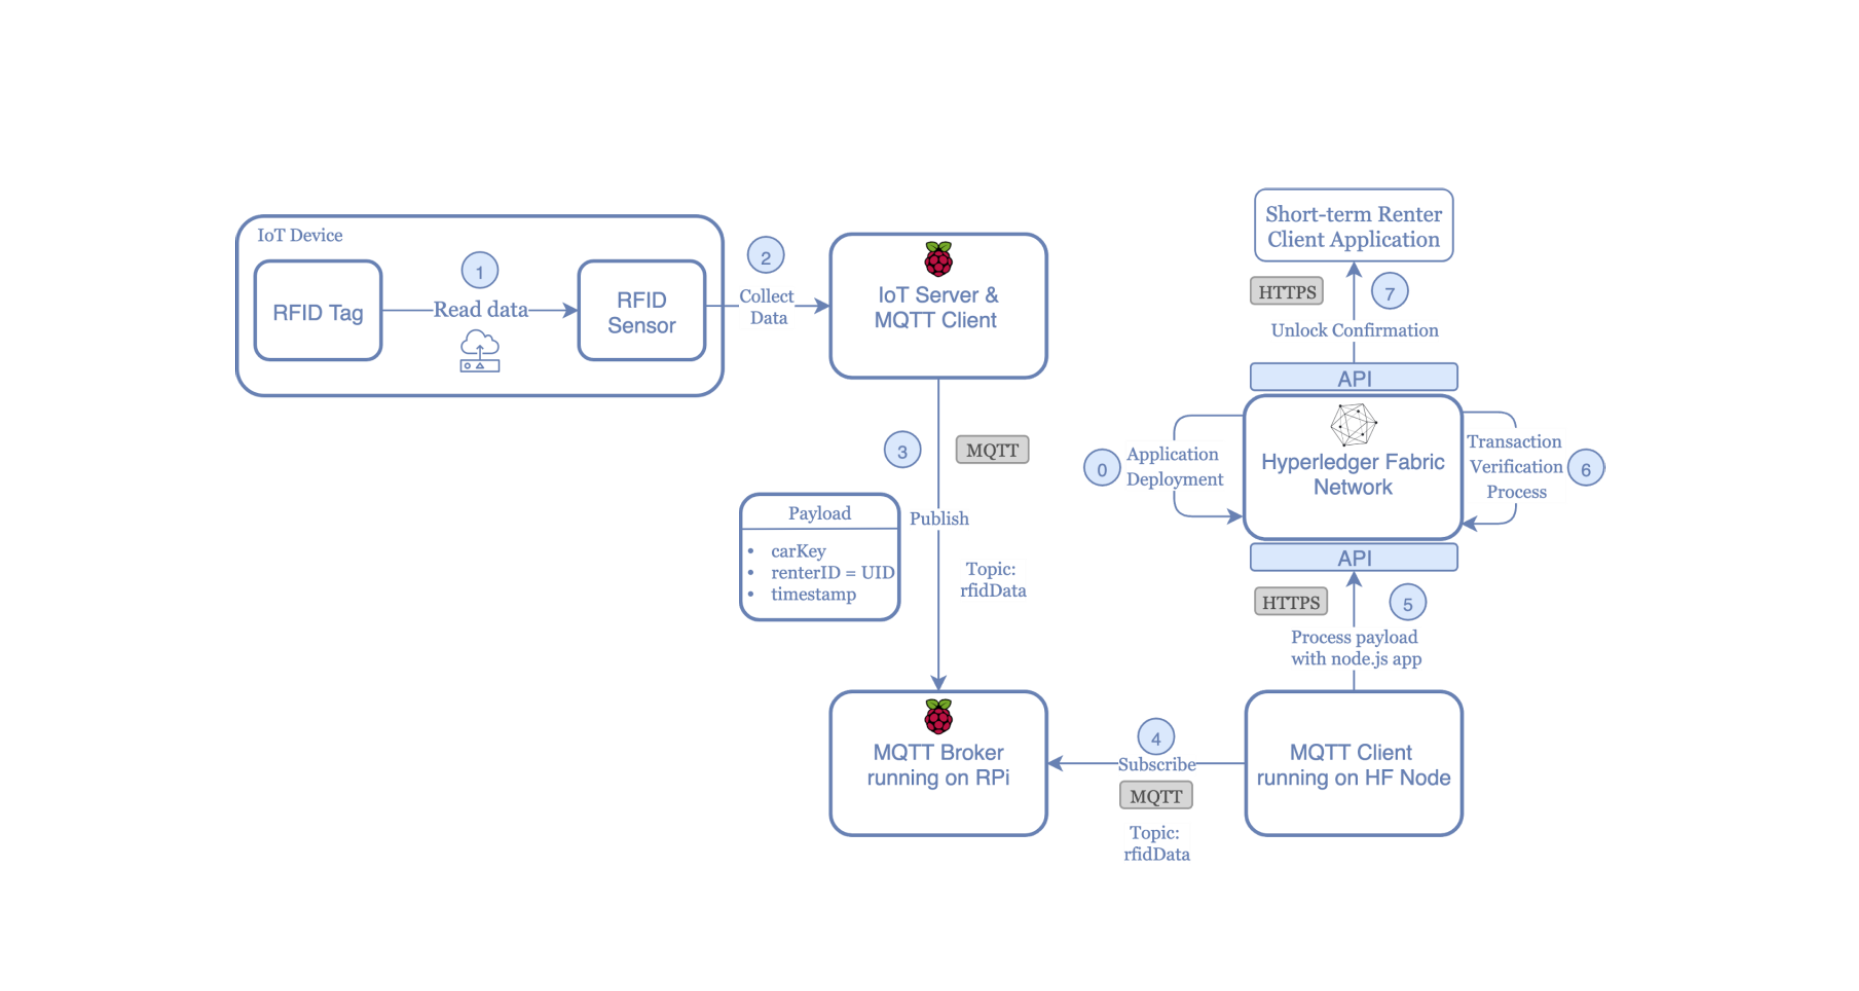 IoT Device
RFID Tag
1
Read data
RFID
Sensor
2
Collect
Data
IoT Server &
MQTT Client
3
MQTT
Publish
Payload
• carKey
• renterID = UID
• timestamp
Topic:
rfidData
MQTT Broker
running on RPi
4
Subscribe
MQTT
Topic:
rfidData
MQTT Client
running on HF Node
Process payload
with node.js app
HTTPS
5
API
Hyperledger Fabric
Network
0
Application
Deployment
Transaction
Verification
Process
6
API
Unlock Confirmation
HTTPS
7
Short-term Renter
Client Application